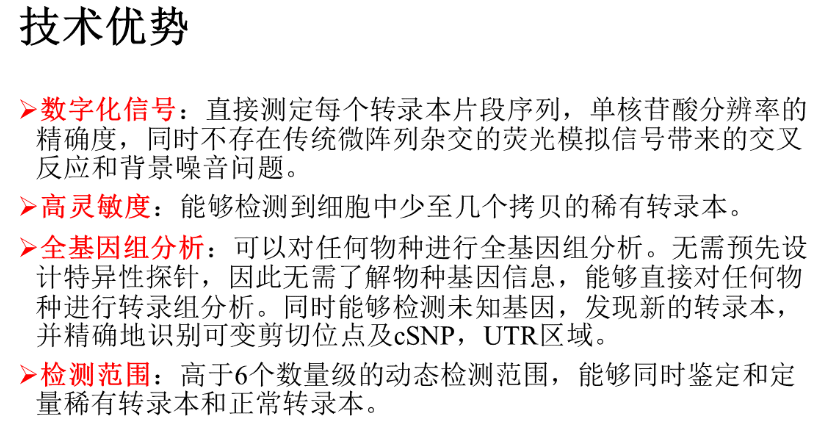 技术优势
➢数字化信号：直接测定每个转录本片段序列，单核苷酸分辨率的
精确度，同时不存在传统微阵列杂交的荧光模拟信号带来的交叉
反应和背景噪音问题。
➢高灵敏度：能够检测到细胞中少至几个拷贝的稀有转录本。
➢全基因组分析：可以对任何物种进行全基因组分析。无需预先设
计特异性探针，因此无需了解物种基因信息，能够直接对任何物
种进行转录组分析。同时能够检测未知基因，发现新的转录本，
并精确地识别可变剪切位点及cSNP，UTR区域。
➢检测范围：高于6个数量级的动态检测范围，能够同时鉴定和定
量稀有转录本和正常转录本。